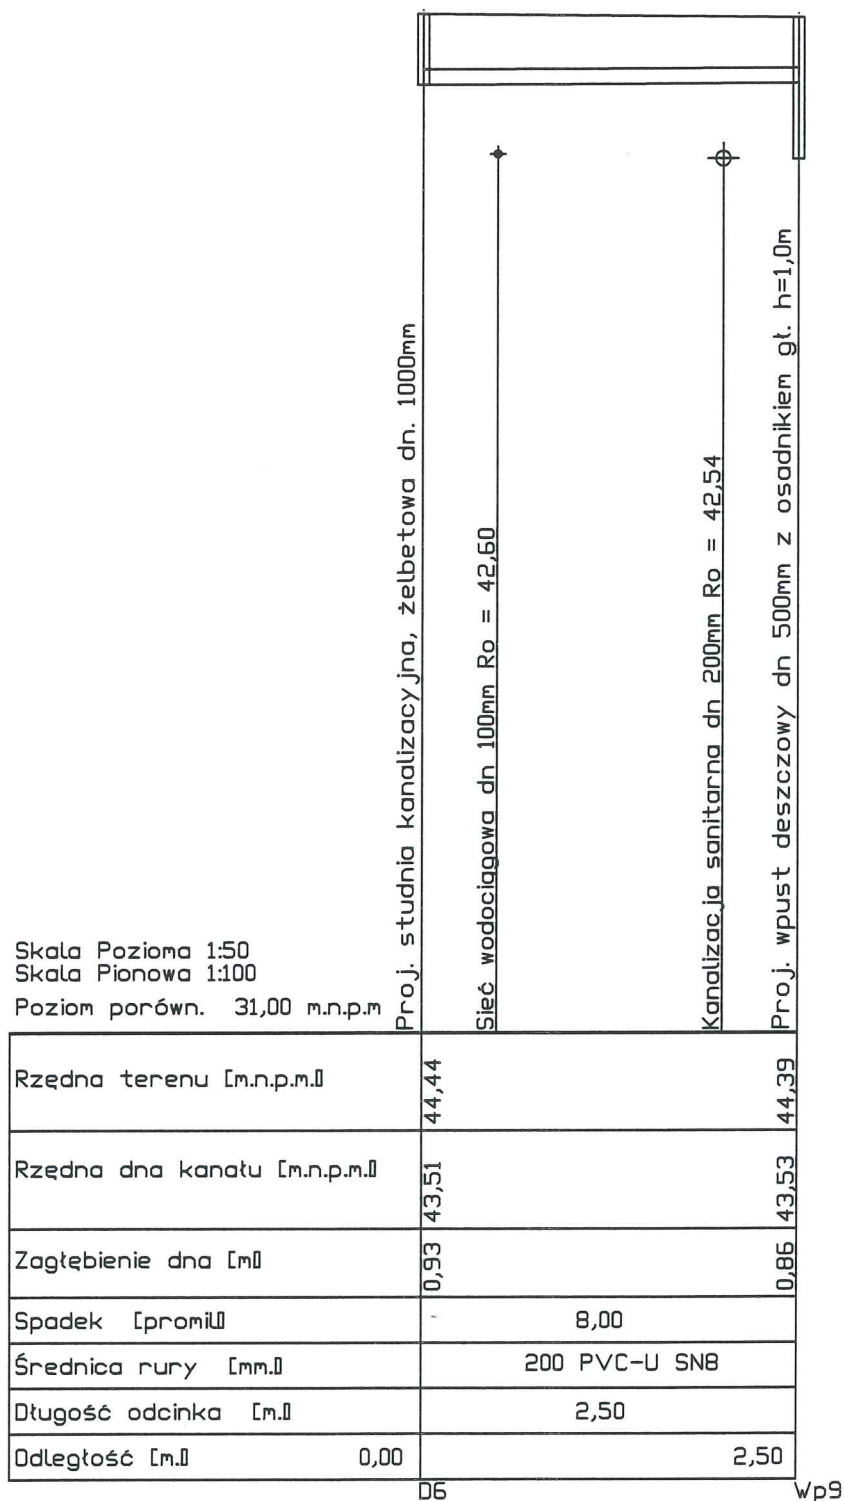 Proj. studnia kanalizacyjna, żelbetowa dn. 1000mm
Sieć wodociągowa dn 100mm Ro = 42,60
Kanalizacja sanitarna dn 200mm Ro = 42,54
Proj. wpust deszczowy dn 500mm z osadnikiem gł. h=1,0m
Skala Pozioma 1:50
Skala Pionowa 1:100
Poziom porówn. 31,00 m.n.p.m
Rzędna terenu [m.n.p.m.] 44,44 44,39
Rzędna dna kanału [m.n.p.m.] 43,51 43,53
Zagłębienie dna [m] 0,93 0,86
Spadek [promil] 8,00
Średnica rury [mm.] 200 PVC-U SN8
Długość odcinka [m.] 2,50
Odległość [m.] 0,00 2,50
D6 Wp9